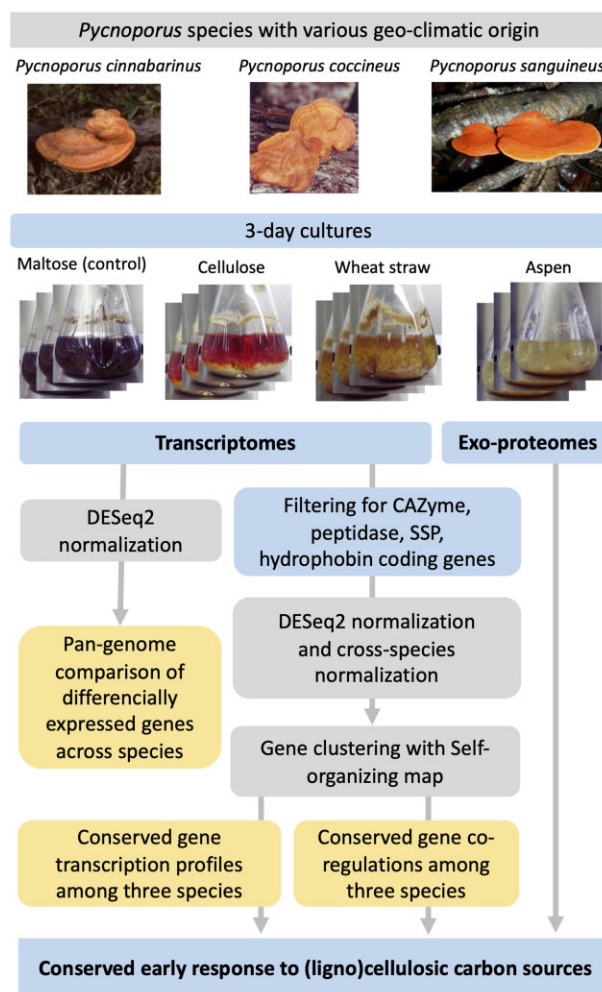 Pycnoporus species with various geo-climatic origin
Pycnoporus cinnabarinus
Pycnoporus coccineus
Pycnoporus sanguineus
3-day cultures
Maltose (control)
Cellulose
Wheat straw
Aspen
Transcriptomes
Exo-proteomes
DESeq2
normalization
Filtering for CAZyme,
peptidase, SSP,
hydrophobin coding genes
Pan-genome
comparison of
differencially
expressed genes
across species
DESeq2 normalization
and cross-species
normalization
Gene clustering with Self-
organizing map
Conserved gene
transcription profiles
among three species
Conserved gene co-
regulations among
three species
Conserved early response to (ligno)cellulosic carbon sources